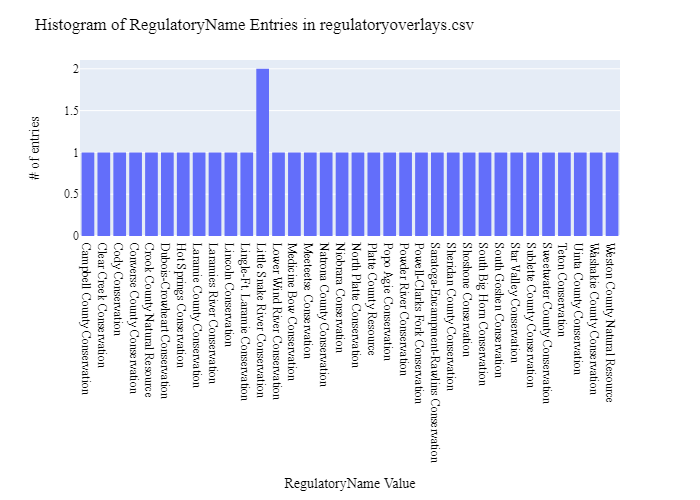 Histogram of RegulatoryName Entries in regulatoryoverlays.csv
2
1.5
1
0.5
0
# of entries
Campbell County Conservation
Clear Creek Conservation
Cody Conservation
Converse County Conservation
Crook County Natural Resource
Dubois-Crowheart Conservation
Hot Springs Conservation
Laramie County Conservation
Laramies River Conservation
Lincoln Conservation
Lingle-Ft. Laramie Conservation
Little Snake River Conservation
Lower Wind River Conservation
Medicine Bow Conservation
Meeteetse Conservation
Natrona County Conservation
Niobrara Conservation
North Platte Conservation
Platte County Resource
Popo Agie Conservation
Powder River Conservation
Powell-Clarks Fork Conservation
Saratoga-Encampment-Rawlins Conservation
Sheridan County Conservation
Shoshone Conservation
South Big Horn Conservation
South Goshen Conservation
Star Valley Conservation
Sublette County Conservation
Sweetwater County Conservation
Teton Conservation
Uinta County Conservation
Washakie County Conservation
Weston County Natural Resource
RegulatoryName Value